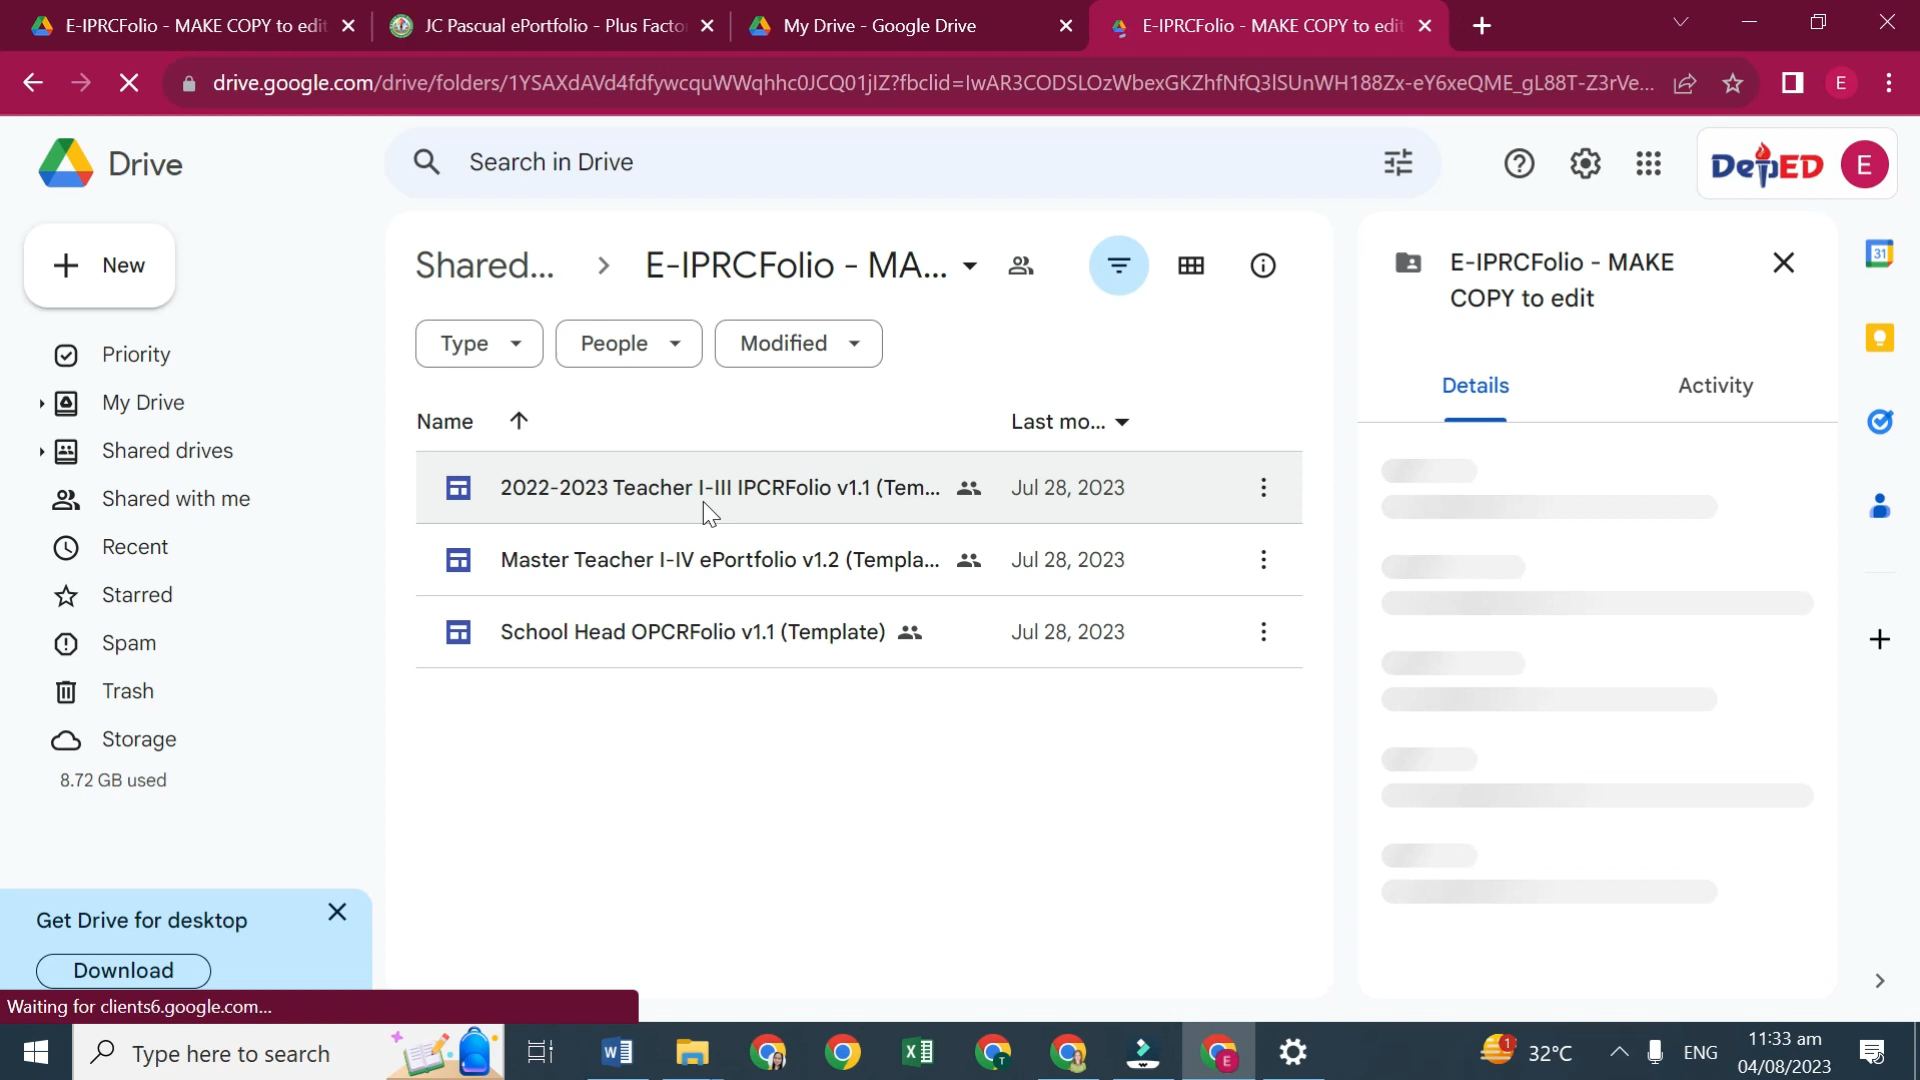 E-IPRCFolio - MAKE COPY to edit
JC Pascual ePortfolio - Plus Facto
My Drive - Google Drive
E-IPRCFolio - MAKE COPY to edit
drive.google.com/drive/folders/1YSAXdAVd4fdfywcquWWqhhc0JCQ01jIZ?fbclid=IwAR3CODSLOzWbexGKZhfNfQ3lSUnWH188Zx-eY6xeQME_gL88T-Z3rVe...
E
Drive
Search in Drive
DepED
E
New
Shared...
E-IPRCFolio - MA...
E-IPRCFolio - MAKE
COPY to edit
31
Type
People
Modified
Priority
My Drive
Shared drives
Shared with me
Recent
Starred
Spam
Trash
Storage
8.72 GB used
Details
Activity
Name
Last mo...
2022-2023 Teacher I-III IPCRFolio v1.1 (Tem...
Jul 28, 2023
Master Teacher I-IV ePortfolio v1.2 (Templa...
Jul 28, 2023
School Head OPCRFolio v1.1 (Template)
Jul 28, 2023
Get Drive for desktop
Download
Waiting for clients6.google.com...
Type here to search
T
E
1
32°C
ENG
11:33 am
04/08/2023